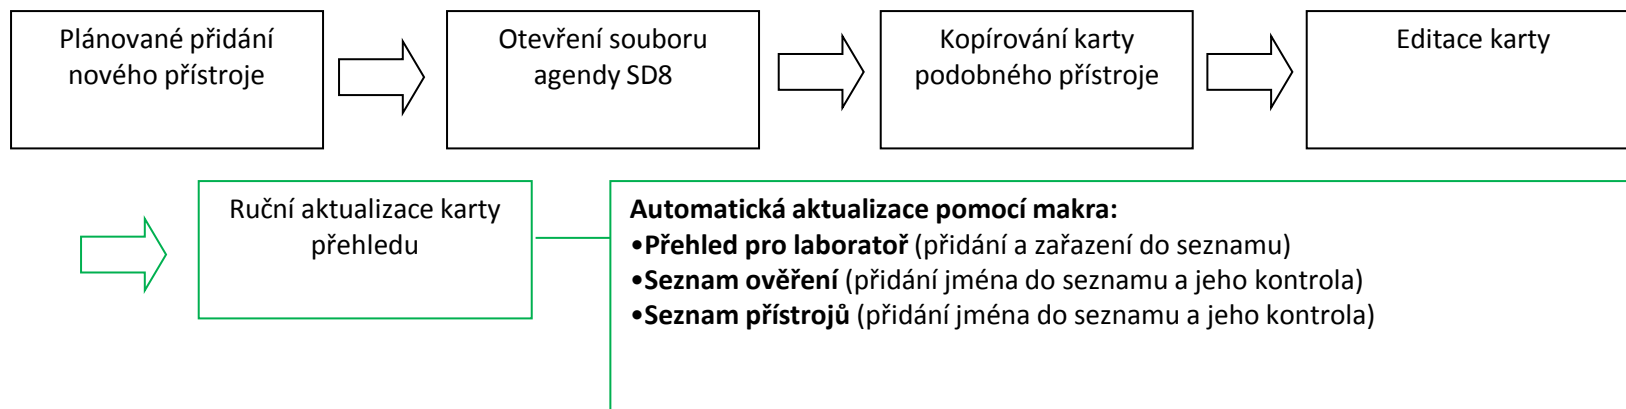 Plánované přidání
nového přístroje
Otevření souboru
agendy SD8
Kopírování karty
podobného přístroje
Editace karty
Ruční aktualizace karty
přehledu
Automatická aktualizace pomocí makra:
•Přehled pro laboratoř (přidání a zařazení do seznamu)
•Seznam ověření (přidání jména do seznamu a jeho kontrola)
•Seznam přístrojů (přidání jména do seznamu a jeho kontrola)